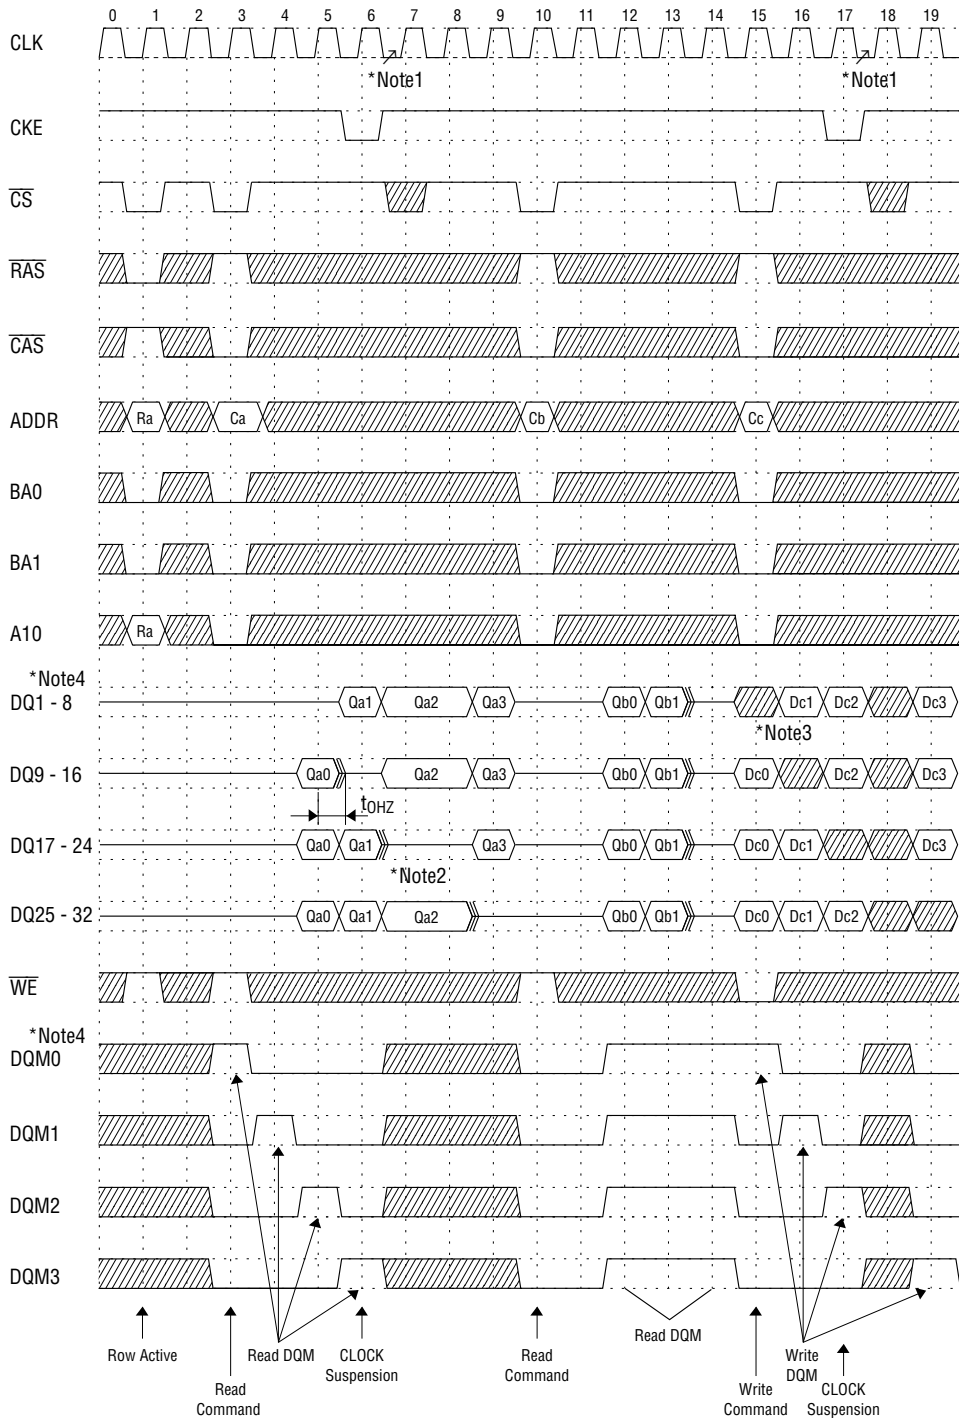 0 1 2 3 4 5 6 7 8 9 10 11 12 13 14 15 16 17 18 19
CLK
*Note1 *Note1
CKE
CS
RAS
CAS
ADDR Ra Ca Cb Cc
BA0
BA1
A10 Ra
*Note4
DQ1 - 8 Qa1 Qa2 Qa3 Qb0 Qb1 Dc1 Dc2 Dc3
*Note3
DQ9 - 16 Qa0 Qa2 Qa3 Qb0 Qb1 Dc0 Dc2 Dc3
tOHZ
DQ17 - 24 Qa0 Qa1 Qa3 Qb0 Qb1 Dc0 Dc1 Dc3
*Note2
DQ25 - 32 Qa0 Qa1 Qa2 Qb0 Qb1 Dc0 Dc1 Dc2
WE
*Note4
DQM0
DQM1
DQM2
DQM3
Row Active
Read
Command
Read DQM
CLOCK
Suspension
Read
Command
Read DQM
Write
Command
Write
DQM
CLOCK
Suspension